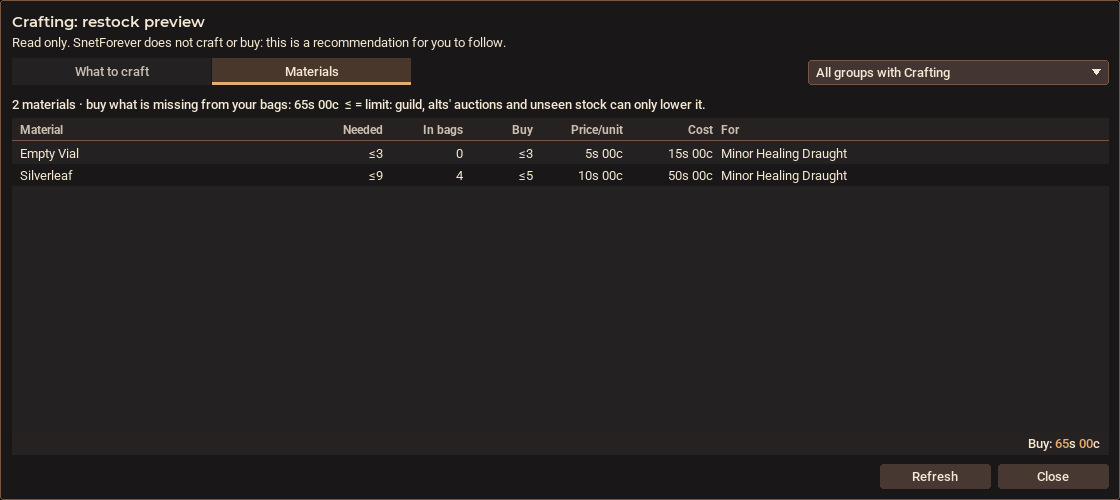 Crafting: restock preview
Read only. SnetForever does not craft or buy: this is a recommendation for you to follow.
What to craft Materials All groups with Crafting
2 materials · buy what is missing from your bags: 65s 00c ≤ = limit: guild, alts' auctions and unseen stock can only lower it.
Material Needed In bags Buy Price/unit Cost For
Empty Vial ≤3 0 ≤3 5s 00c 15s 00c Minor Healing Draught
Silverleaf ≤9 4 ≤5 10s 00c 50s 00c Minor Healing Draught
Buy: 65s 00c
Refresh Close